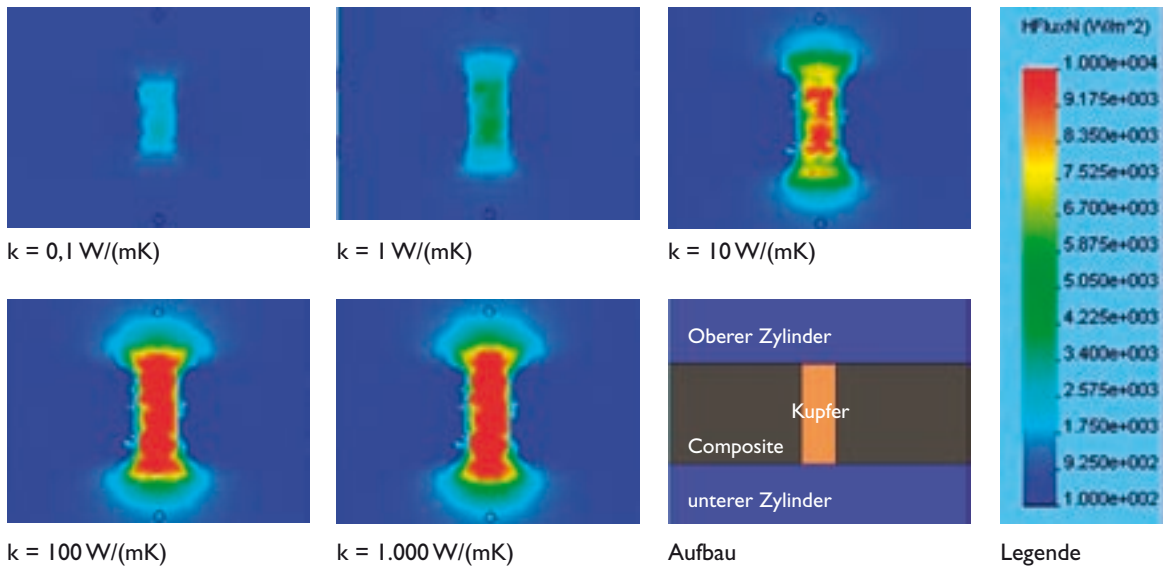 HFluxN (W/m^2)
1.000e+004
9.175e+003
8.350e+003
7.525e+003
6.700e+003
5.875e+003
5.050e+003
4.225e+003
3.400e+003
2.575e+003
1.750e+003
9.250e+002
1.000e+002
k = 0,1 W/(mK)
k = 1 W/(mK)
k = 10 W/(mK)
Oberer Zylinder
Kupfer
Composite
unterer Zylinder
k = 100 W/(mK)
k = 1.000 W/(mK)
Aufbau
Legende